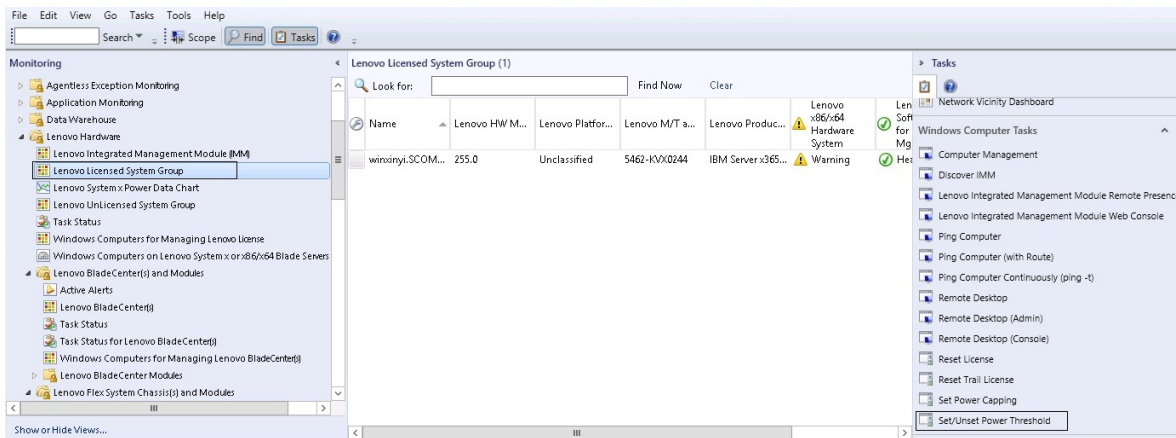 File Edit View Go Tasks Tools Help
Search Scope Find Tasks
Monitoring
Agentless Exception Monitoring
Application Monitoring
Data Warehouse
Lenovo Hardware
Lenovo Integrated Management Module (IMM)
Lenovo Licensed System Group
Lenovo System x Power Data Chart
Lenovo UnLicensed System Group
Task Status
Windows Computers for Managing Lenovo License
Windows Computers on Lenovo System x or x86/x64 Blade Servers
Lenovo BladeCenter(s) and Modules
Active Alerts
Lenovo BladeCenter(s)
Task Status
Task Status for Lenovo BladeCenter(s)
Windows Computers for Managing Lenovo BladeCenter(s)
Lenovo BladeCenter Modules
Lenovo Flex System Chassis(s) and Modules
Show or Hide Views...
Lenovo Licensed System Group (1)
Look for: Find Now Clear
Name Lenovo HW M... Lenovo Platfor... Lenovo M/T a... Lenovo Produc...
Lenovo
x86/x64
Hardware
System
Len
Soft
for
Mg
winxinyi.SCOM... 255.0 Unclassified 5462-KVX0244 IBM Server x365... Warning Hea
Tasks
Network Vicinity Dashboard
Windows Computer Tasks
Computer Management
Discover IMM
Lenovo Integrated Management Module Remote Presenc
Lenovo Integrated Management Module Web Console
Ping Computer
Ping Computer (with Route)
Ping Computer Continuously (ping -t)
Remote Desktop
Remote Desktop (Admin)
Remote Desktop (Console)
Reset License
Reset Trail License
Set Power Capping
Set/Unset Power Threshold